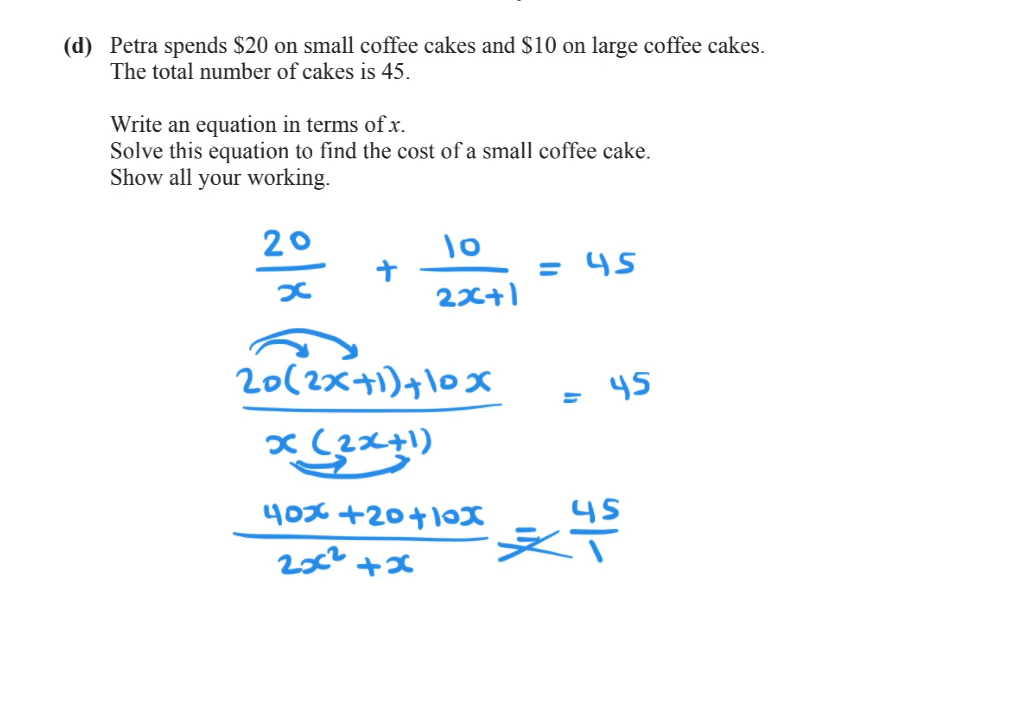 (d) Petra spends $20 on small coffee cakes and $10 on large coffee cakes.
The total number of cakes is 45.
Write an equation in terms of x.
Solve this equation to find the cost of a small coffee cake.
Show all your working.
20/x + 10/(2x+1) = 45
(20(2x+1)+10x)/(x(2x+1)) = 45
(40x+20+10x)/(2x²+x) = 45/1